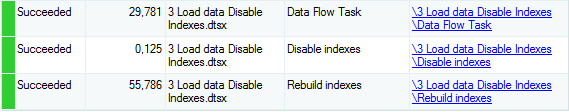 Succeeded 29,781 3 Load data Disable Data Flow Task \3 Load data Disable Indexes
Indexes.dtsx \Data Flow Task
Succeeded 0,125 3 Load data Disable Disable indexes \3 Load data Disable Indexes
Indexes.dtsx \Disable indexes
Succeeded 55,786 3 Load data Disable Rebuild indexes \3 Load data Disable Indexes
Indexes.dtsx \Rebuild indexes